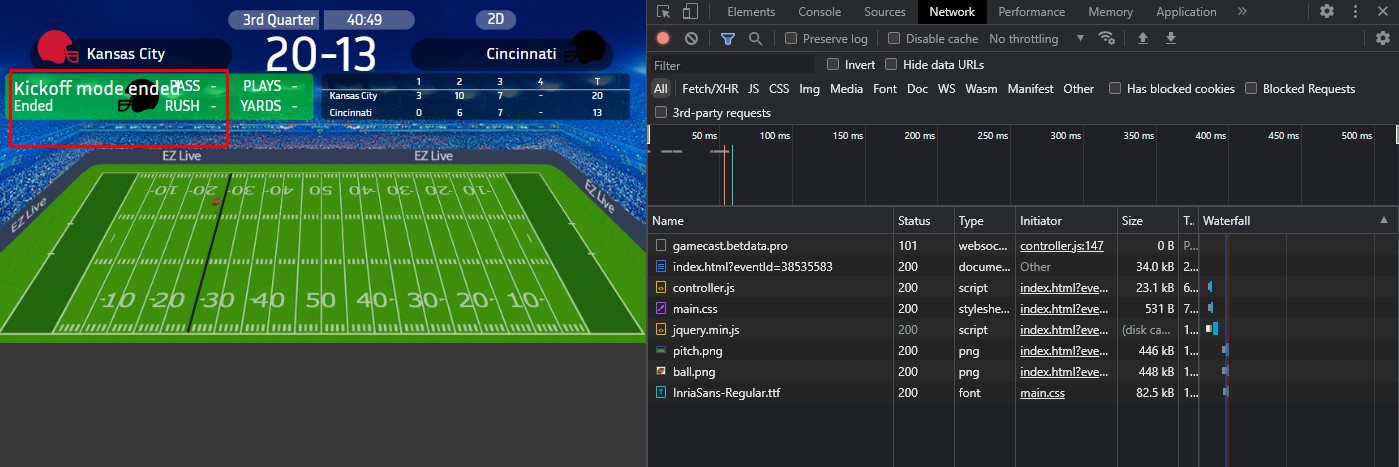 3rd Quarter 40:49 2D
Kansas City 20-13 Cincinnati
Kickoff mode ended
Ended
PASS - PLAYS -
RUSH - YARDS -
1 2 3 4 T
Kansas City 3 10 7 - 20
Cincinnati 0 6 7 - 13
EZ Live EZ Live
EZ Live EZ Live
-10 -20 -30 40 50 40 30- 20- 10-
-10 -20 -30 40 50 40 30- 20- 10-
Elements Console Sources Network Performance Memory Application »
Preserve log Disable cache No throttling
Filter Invert Hide data URLs
All Fetch/XHR JS CSS Img Media Font Doc WS Wasm Manifest Other Has blocked cookies Blocked Requests
3rd-party requests
50 ms 100 ms 150 ms 200 ms 250 ms 300 ms 350 ms 400 ms 450 ms 500 ms
Name Status Type Initiator Size T.. Waterfall
gamecast.betdata.pro 101 websoc... controller.js:147 0 B P...
index.html?eventId=38535583 200 docume... Other 34.0 kB 2...
controller.js 200 script index.html?eve... 23.1 kB 6...
main.css 200 styleshe... index.html?eve... 531 B 7...
jquery.min.js 200 script index.html?eve... (disk ca... 1...
pitch.png 200 png index.html?eve... 446 kB 1...
ball.png 200 png index.html?eve... 448 kB 1...
InriaSans-Regular.ttf 200 font main.css 82.5 kB 1...